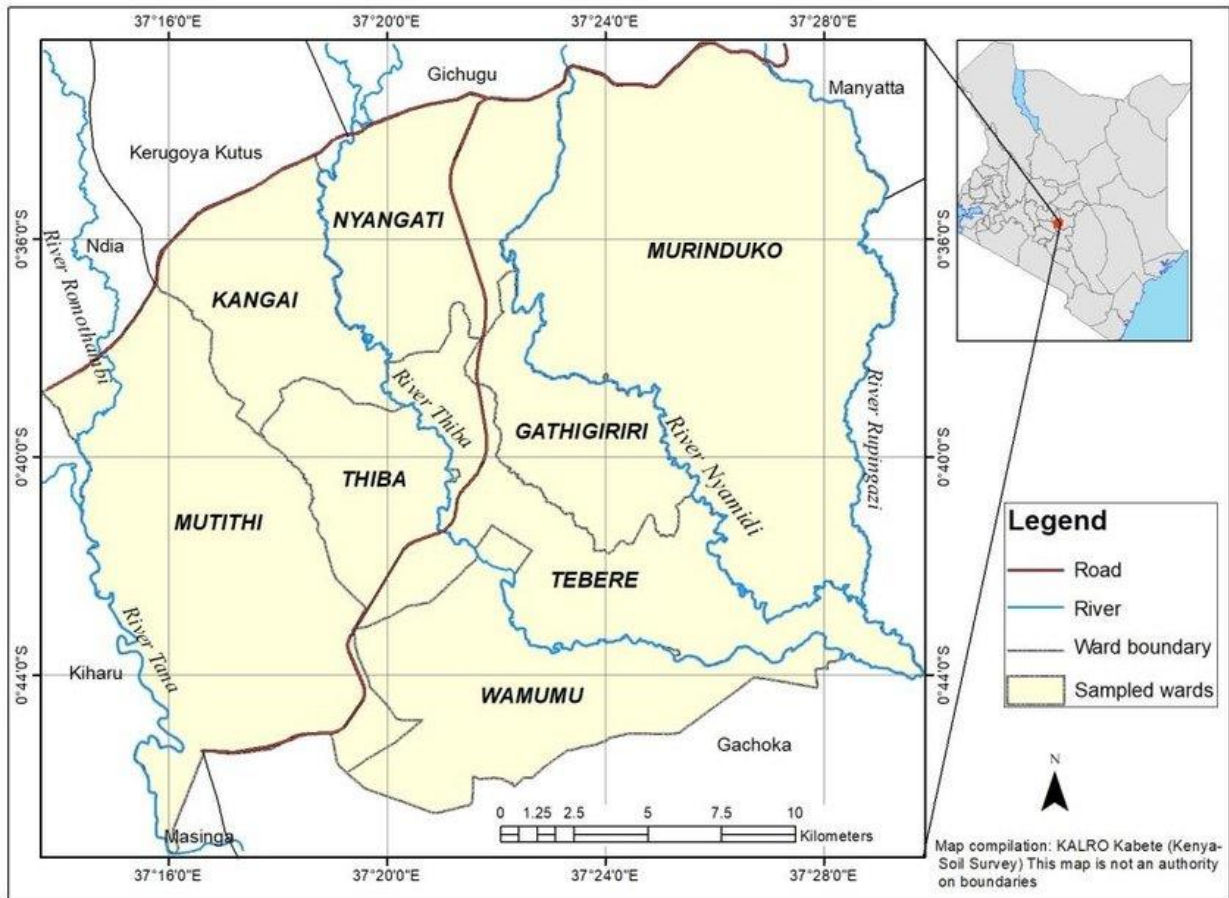 37°16'0"E
37°20'0"E
37°24'0"E
37°28'0"E
Gichugu
Manyatta
Kerugoya Kutus
NYANGATI
MURINDUKO
0°36'0"S
0°36'0"S
Ndia
River Romothambi
KANGAI
River Thiba
GATHIGIRIRI
River Rupingazi
0°40'0"S
0°40'0"S
THIBA
River Nyamidi
MUTITHI
TEBERE
River Tana
Kiharu
0°44'0"S
0°44'0"S
WAMUMU
Gachoka
Masinga
0 1.25 2.5 5 7.5 10
Kilometers
37°16'0"E
37°20'0"E
37°24'0"E
37°28'0"E
Legend
Road
River
Ward boundary
Sampled wards
N
Map compilation: KALRO Kabete (Kenya-
Soil Survey) This map is not an authority
on boundaries